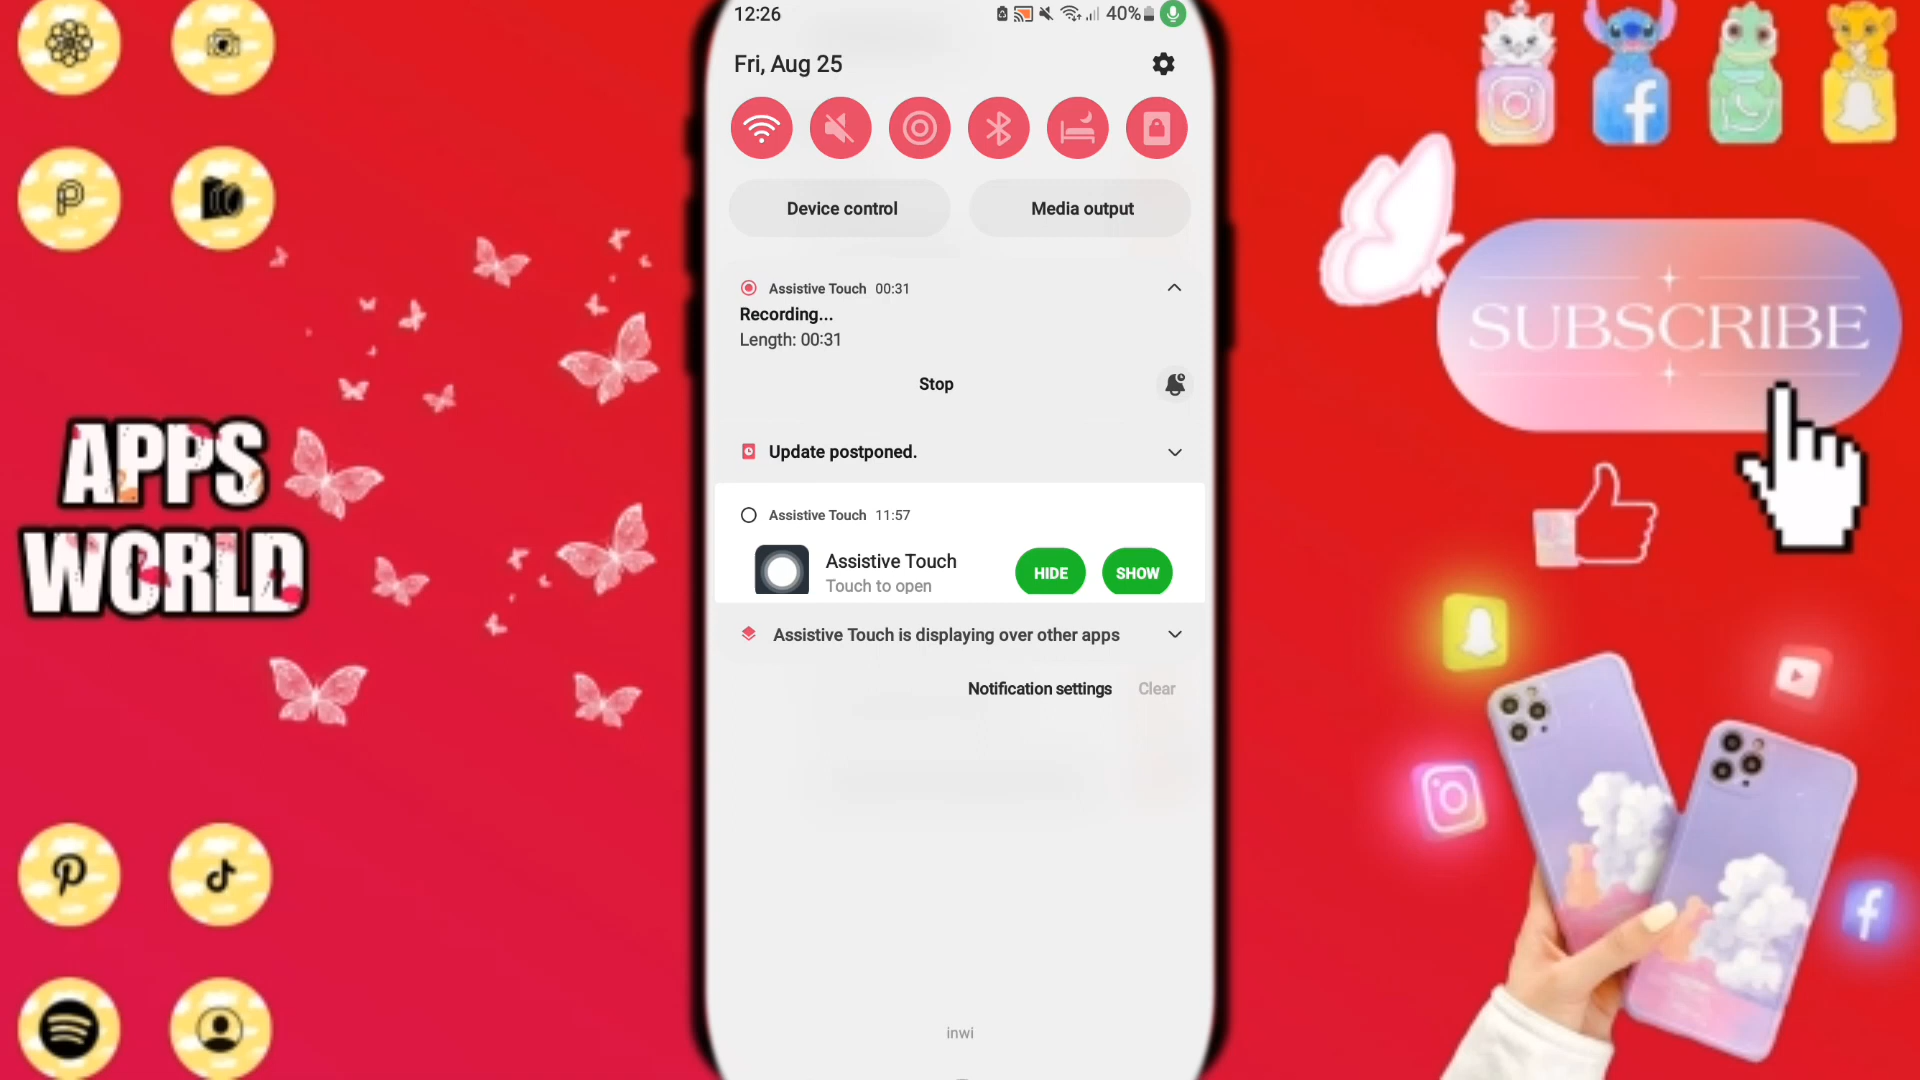 12:26
40%
Fri, Aug 25
Device control
Media output
Assistive Touch 00:31
Recording...
Length: 00:31
Stop
Update postponed.
Assistive Touch 11:57
Assistive Touch
Touch to open
HIDE
SHOW
Assistive Touch is displaying over other apps
Notification settings
Clear
inwi
APPS
WORLD
SUBSCRIBE